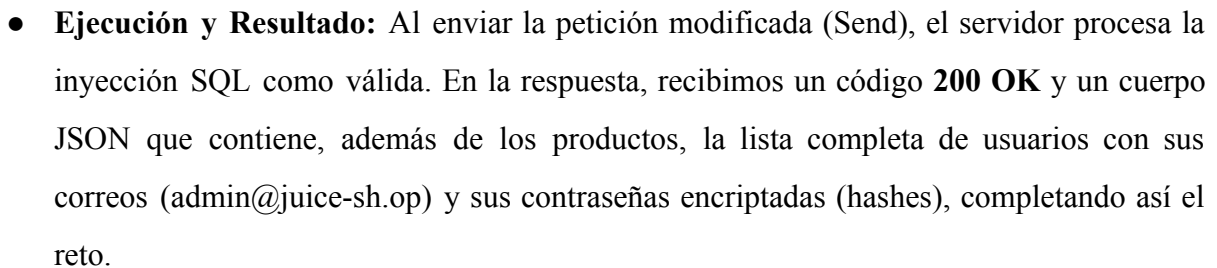 ● Ejecución y Resultado: Al enviar la petición modificada (Send), el servidor procesa la
inyección SQL como válida. En la respuesta, recibimos un código 200 OK y un cuerpo
JSON que contiene, además de los productos, la lista completa de usuarios con sus
correos (admin@juice-sh.op) y sus contraseñas encriptadas (hashes), completando así el
reto.